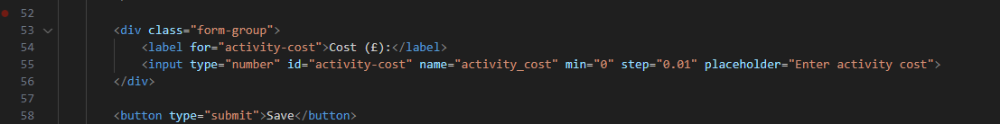 52
53 <div class="form-group">
54 <label for="activity-cost">Cost (£):</label>
55 <input type="number" id="activity-cost" name="activity_cost" min="0" step="0.01" placeholder="Enter activity cost">
56 </div>
57
58 <button type="submit">Save</button>